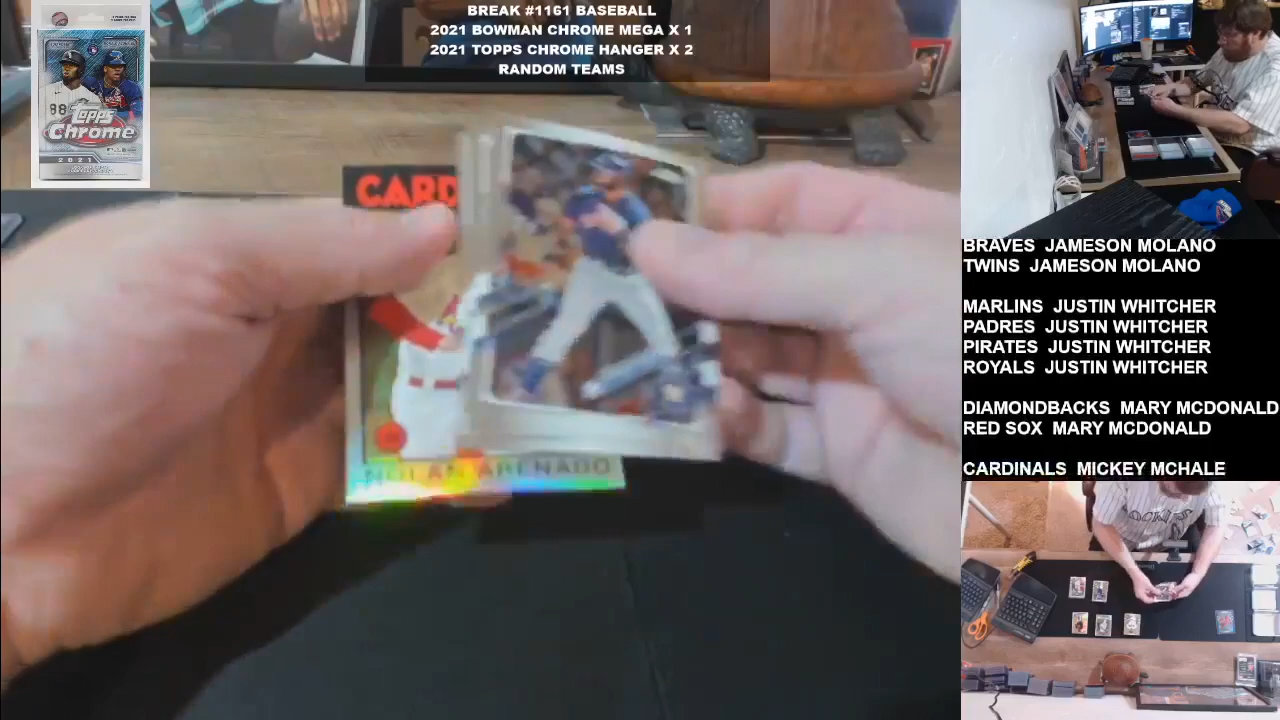 BREAK #1161 BASEBALL
2021 BOWMAN CHROME MEGA X 1
2021 TOPPS CHROME HANGER X 2
RANDOM TEAMS
88
Topps
Chrome
2021
CARD
NOLAN ARENADO
BRAVES JAMESON MOLANO
TWINS JAMESON MOLANO
MARLINS JUSTIN WHITCHER
PADRES JUSTIN WHITCHER
PIRATES JUSTIN WHITCHER
ROYALS JUSTIN WHITCHER
DIAMONDBACKS MARY MCDONALD
RED SOX MARY MCDONALD
CARDINALS MICKEY MCHALE